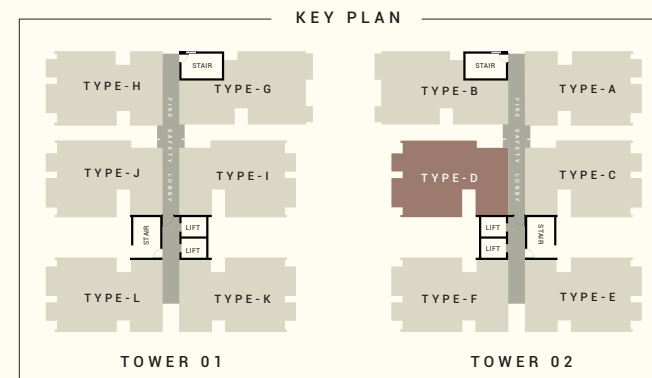 KEY PLAN
STAIR
TYPE-H
TYPE-G
FIRE SAFETY LOBBY
TYPE-J
TYPE-I
STAIR
LIFT
LIFT
TYPE-L
TYPE-K
TOWER 01
STAIR
TYPE-B
TYPE-A
FIRE SAFETY LOBBY
TYPE-D
TYPE-C
LIFT
LIFT
STAIR
TYPE-F
TYPE-E
TOWER 02